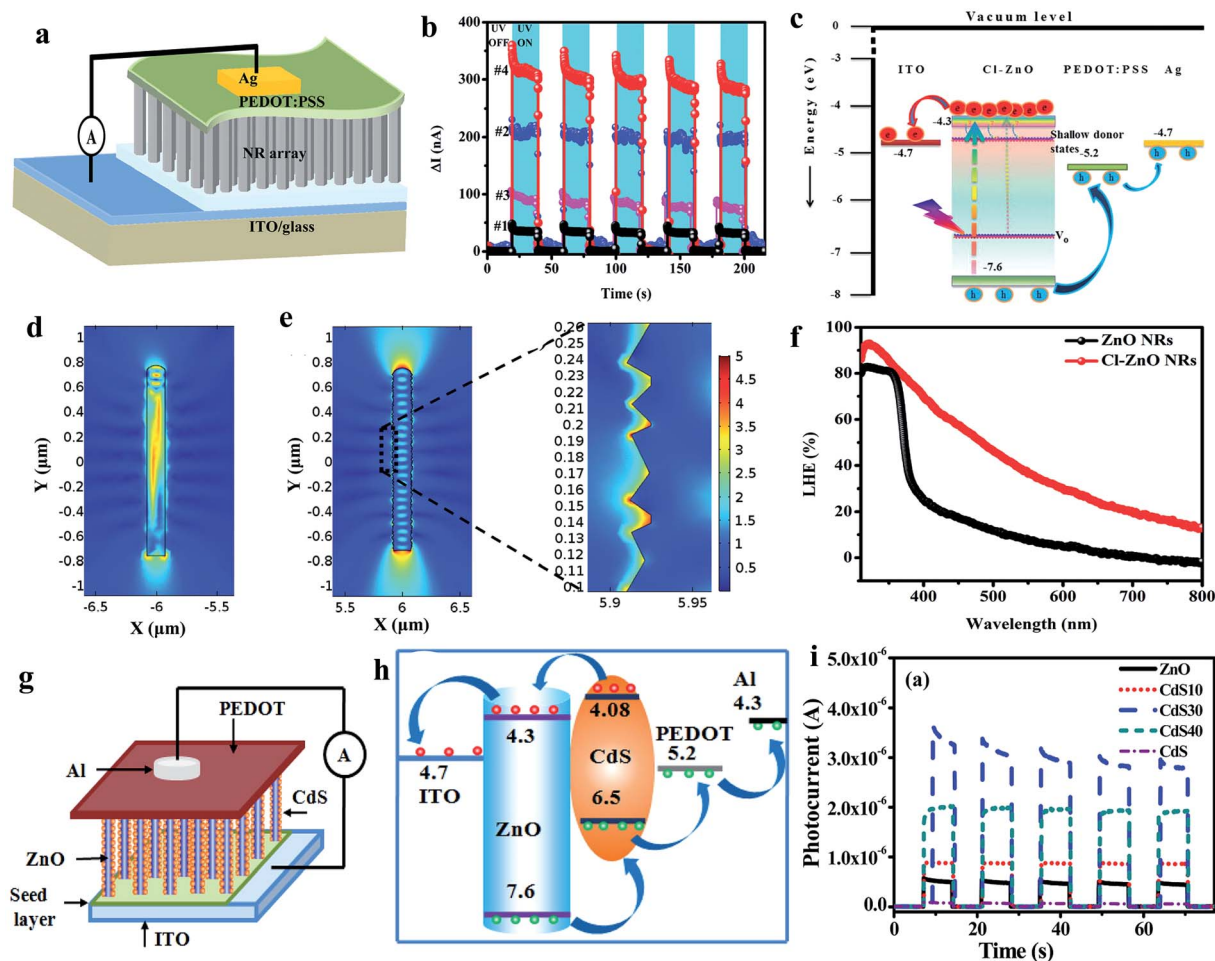 a
Ag
PEDOT:PSS
A
NR array
ITO/glass
b
400
300
200
100
0
ΔI (nA)
UV UV
OFF ON
#4
#2
#3
#1
0 50 100 150 200
Time (s)
c
Vacuum level
0
-3
-4
-5
-6
-7
-8
Energy (eV)
ITO Cl-ZnO PEDOT:PSS Ag
e e e e e e e
e e
-4.3
-4.7
Shallow donor
states
-5.2
-4.7
h h
h h
Vo
-7.6
h h h
d
1
0.8
0.6
0.4
0.2
0
-0.2
-0.4
-0.6
-0.8
-1
Y (μm)
-6.5 -6 -5.5
X (μm)
e
1
0.8
0.6
0.4
0.2
0
-0.2
-0.4
-0.6
-0.8
-1
Y (μm)
5.5 6 6.5
X (μm)
0.26
0.24
0.23
0.21
0.2
0.19
0.17
0.16
0.15
0.14
0.13
0.12
0.11
0.1
5.9 5.95
5
4.5
4
3.5
3
2.5
2
1.5
1
0.5
f
100
80
60
40
20
0
LHE (%)
ZnO NRs
Cl-ZnO NRs
400 500 600 700 800
Wavelength (nm)
g
PEDOT
Al
A
CdS
ZnO
Seed
layer
ITO
h
4.3
4.7
ITO
ZnO
7.6
4.08
CdS
6.5
PEDOT
5.2
Al
4.3
i
(a)
5.0x10-6
4.0x10-6
3.0x10-6
2.0x10-6
1.0x10-6
0.0
Photocurrent (A)
ZnO
CdS10
CdS30
CdS40
CdS
0 20 40 60
Time (s)